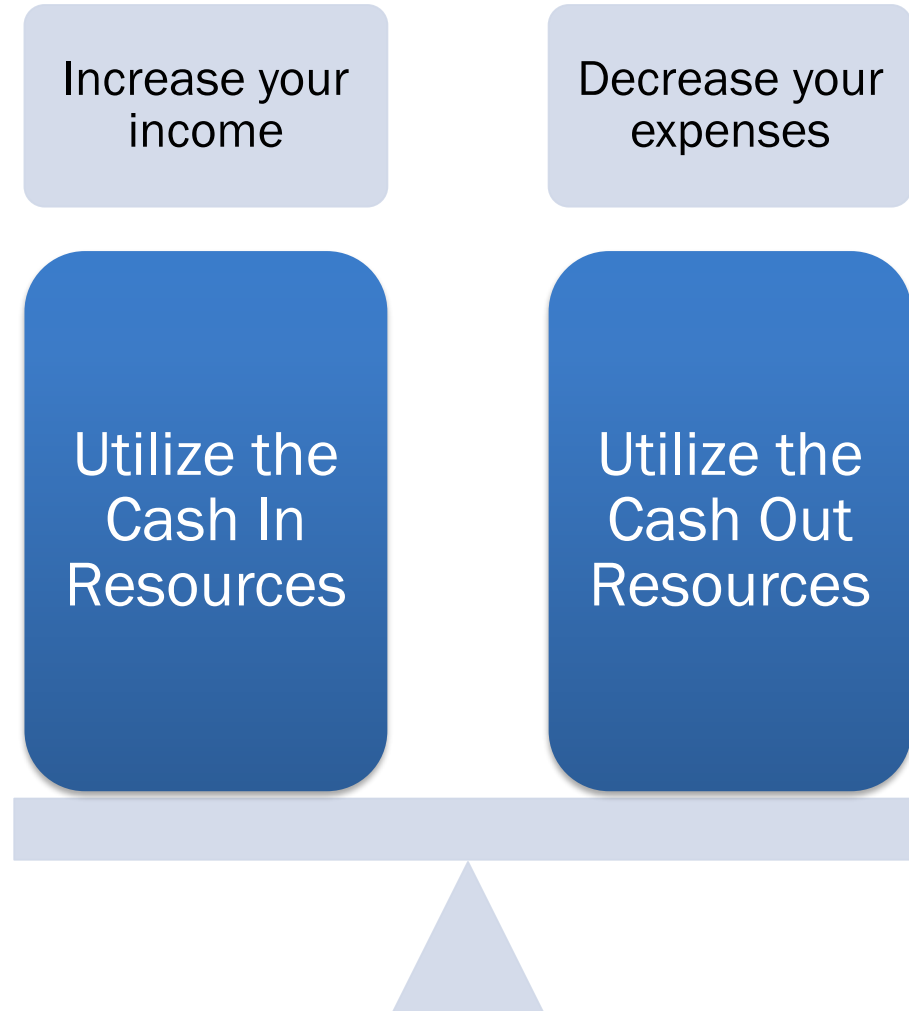 Increase your
income
Decrease your
expenses
Utilize the
Cash In
Resources
Utilize the
Cash Out
Resources